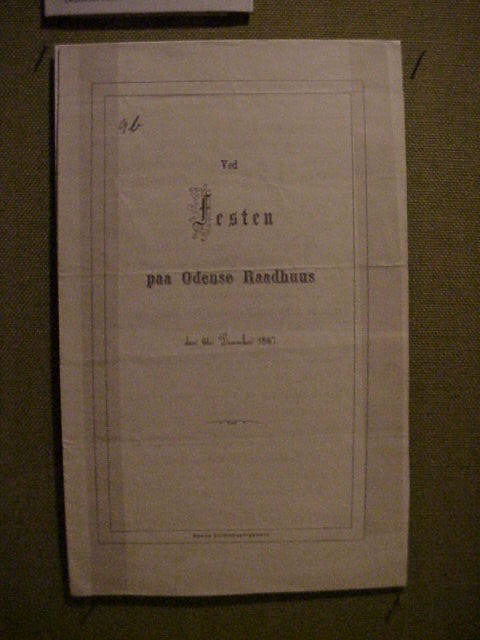 9b
Ved
Festen
paa Odense Raadhuus
den 6te December 1867.